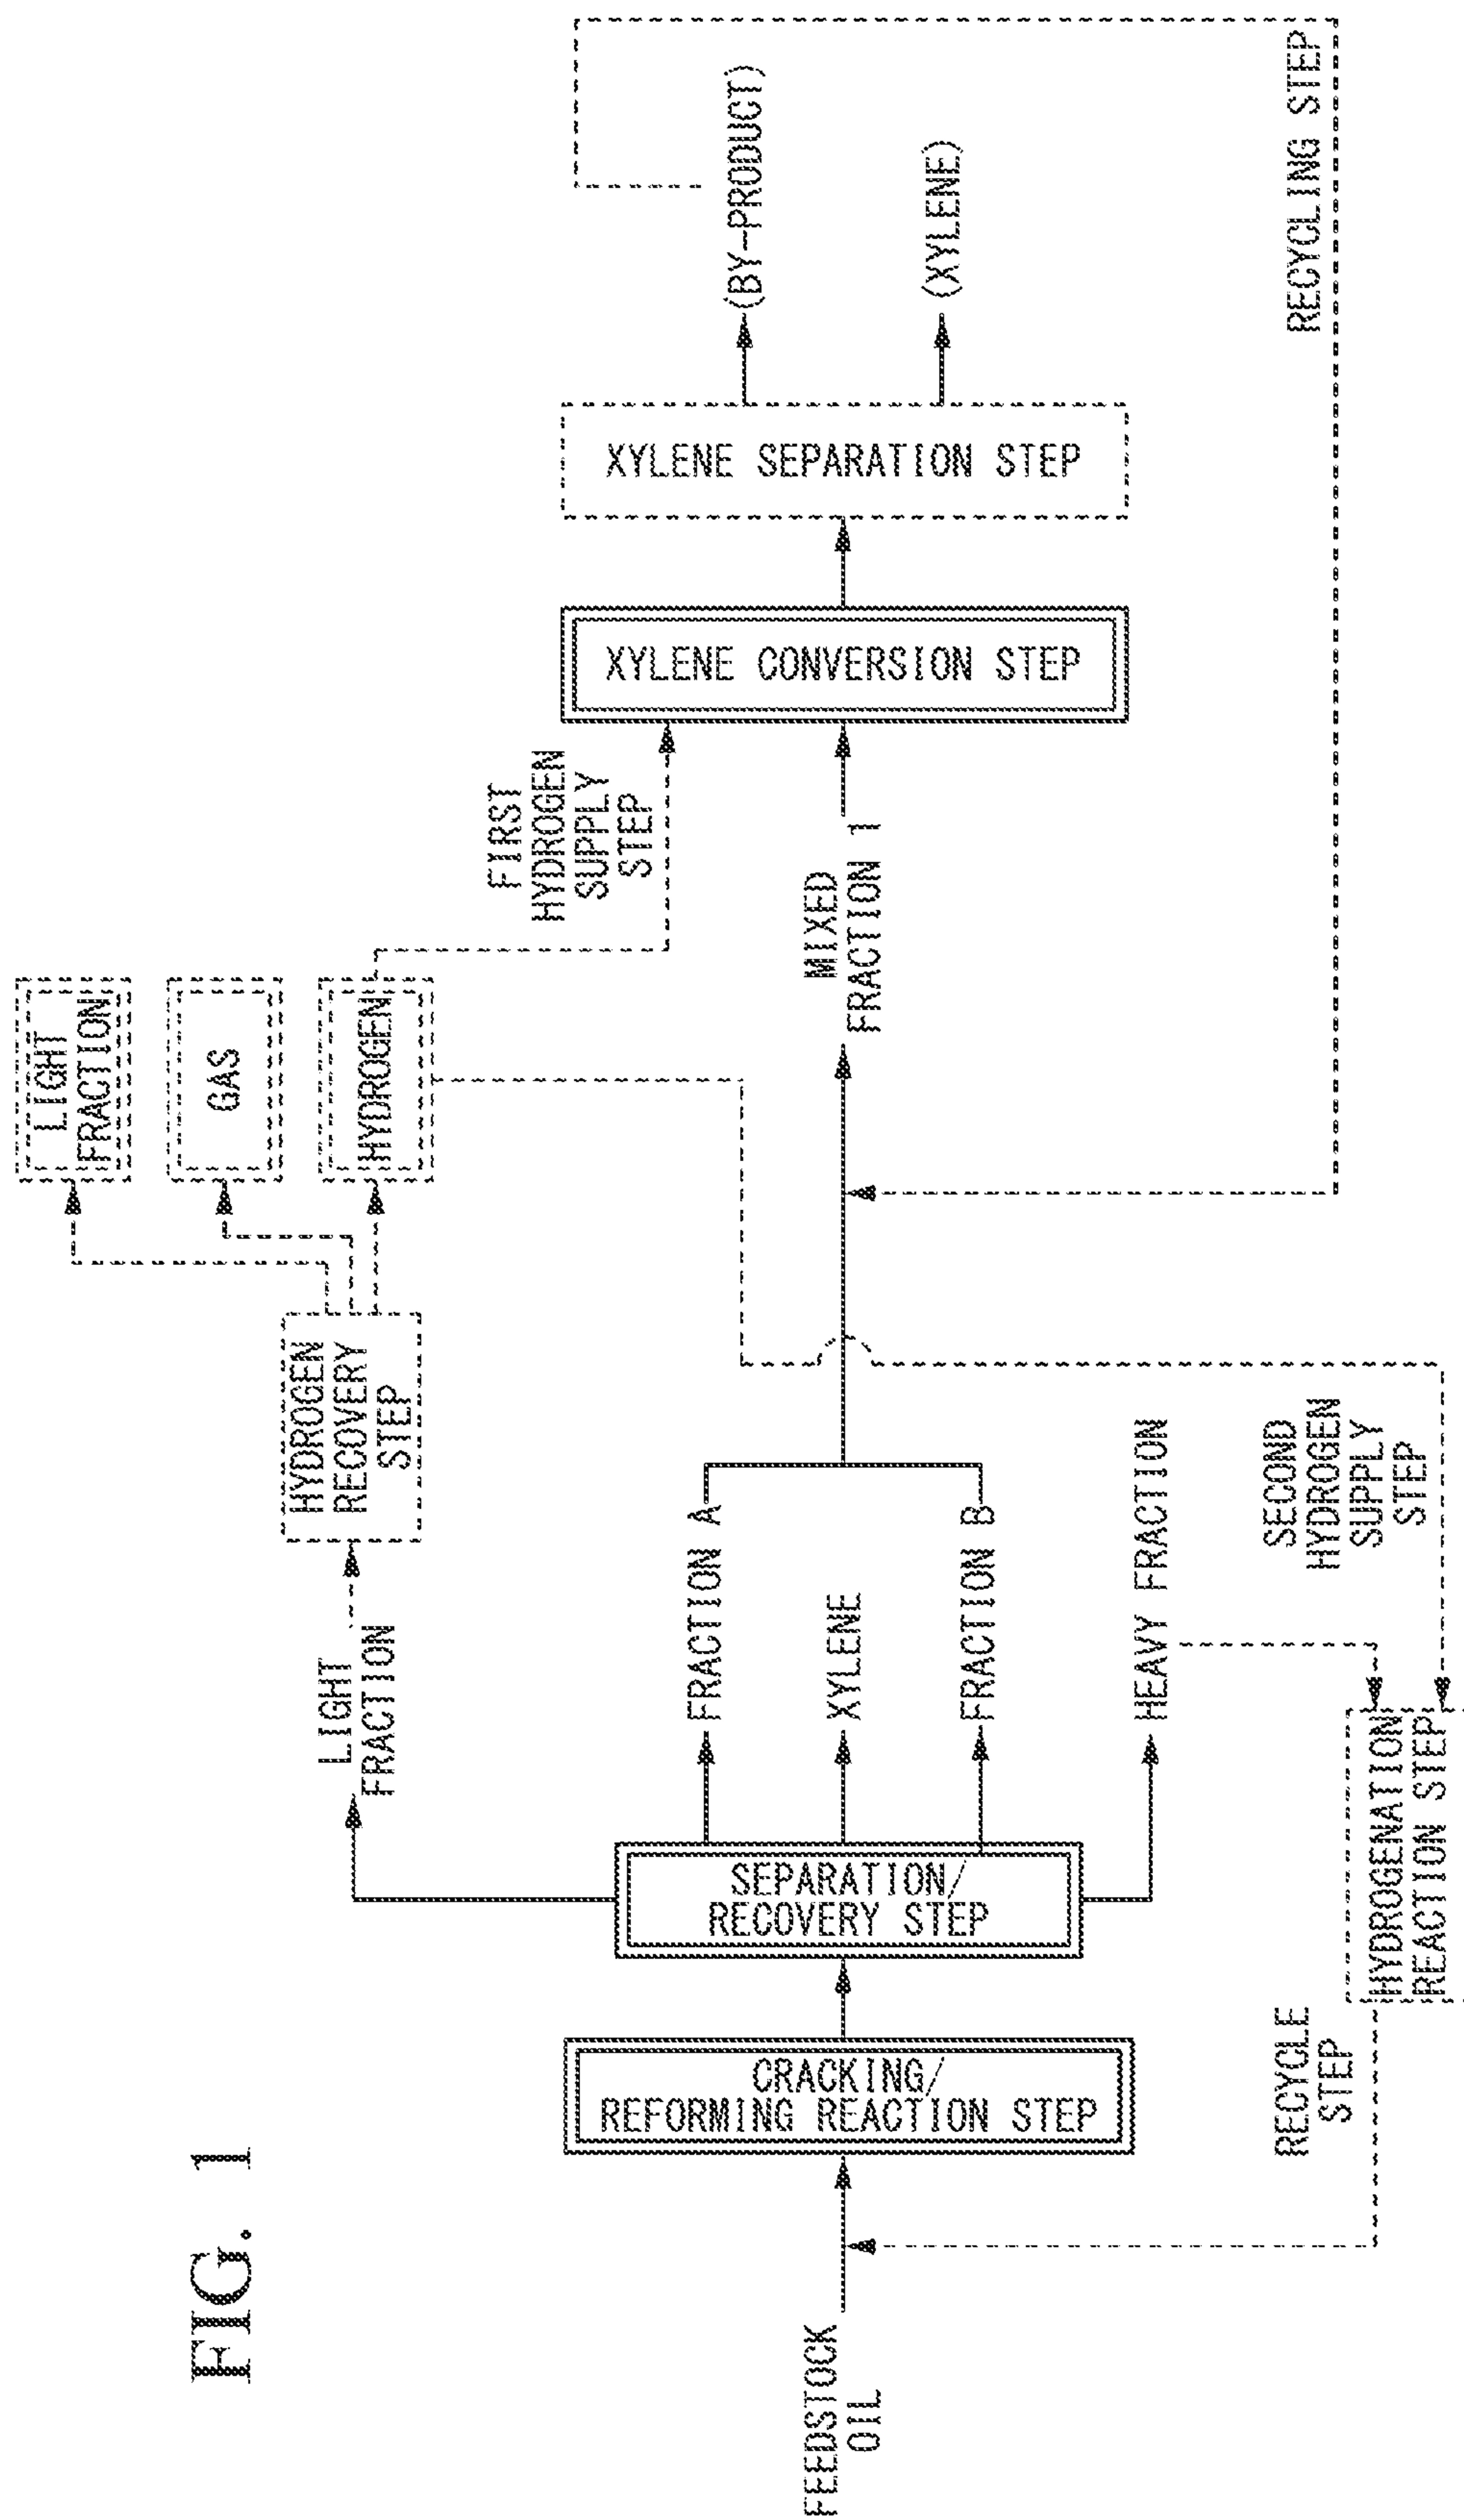 FIG. 1
FEEDSTOCK
OIL
CRACKING/
REFORMING REACTION STEP
SEPARATION/
RECOVERY STEP
LIGHT
FRACTION
HYDROGEN
RECOVERY
STEP
LIGHT
FRACTION
GAS
HYDROGEN
FRACTION A
XYLENE
FRACTION B
HEAVY FRACTION
RECYCLE
STEP
HYDROGENATION
REACTION STEP
SECOND
HYDROGEN
SUPPLY
STEP
MIXED
FRACTION 1
FIRST
HYDROGEN
SUPPLY
STEP
XYLENE CONVERSION STEP
XYLENE SEPARATION STEP
(BY-PRODUCT)
(XYLENE)
RECYCLING STEP